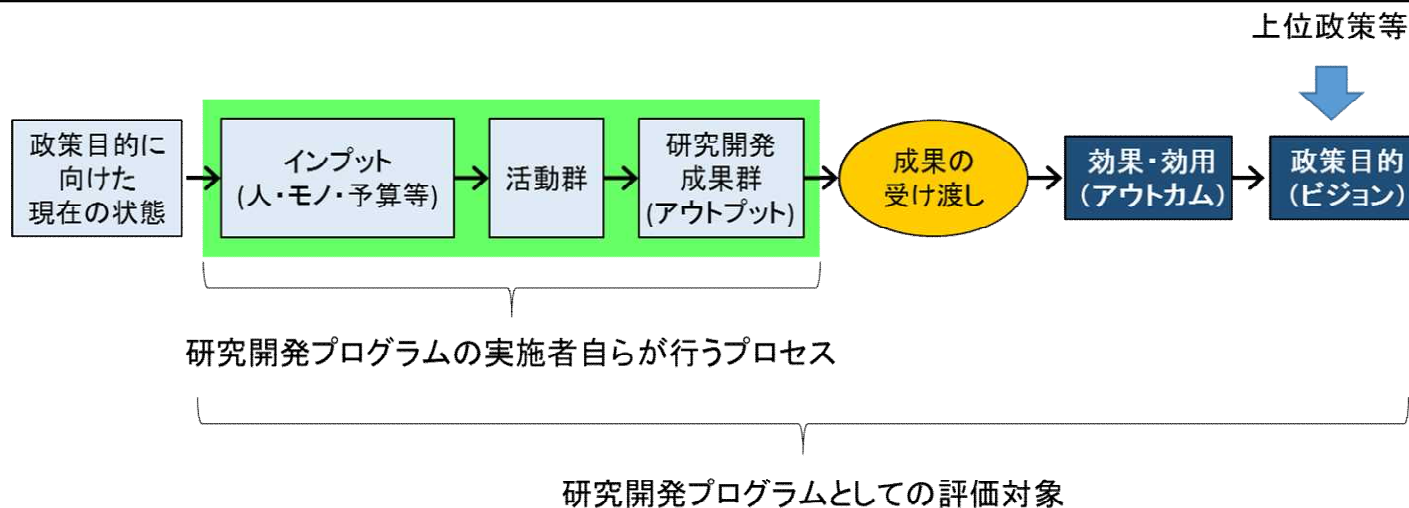 上位政策等
政策目的に
向けた
現在の状態
インプット
(人・モノ・予算等)
活動群
研究開発
成果群
(アウトプット)
成果の
受け渡し
効果・効用
(アウトカム)
政策目的
(ビジョン)
研究開発プログラムの実施者自らが行うプロセス
研究開発プログラムとしての評価対象